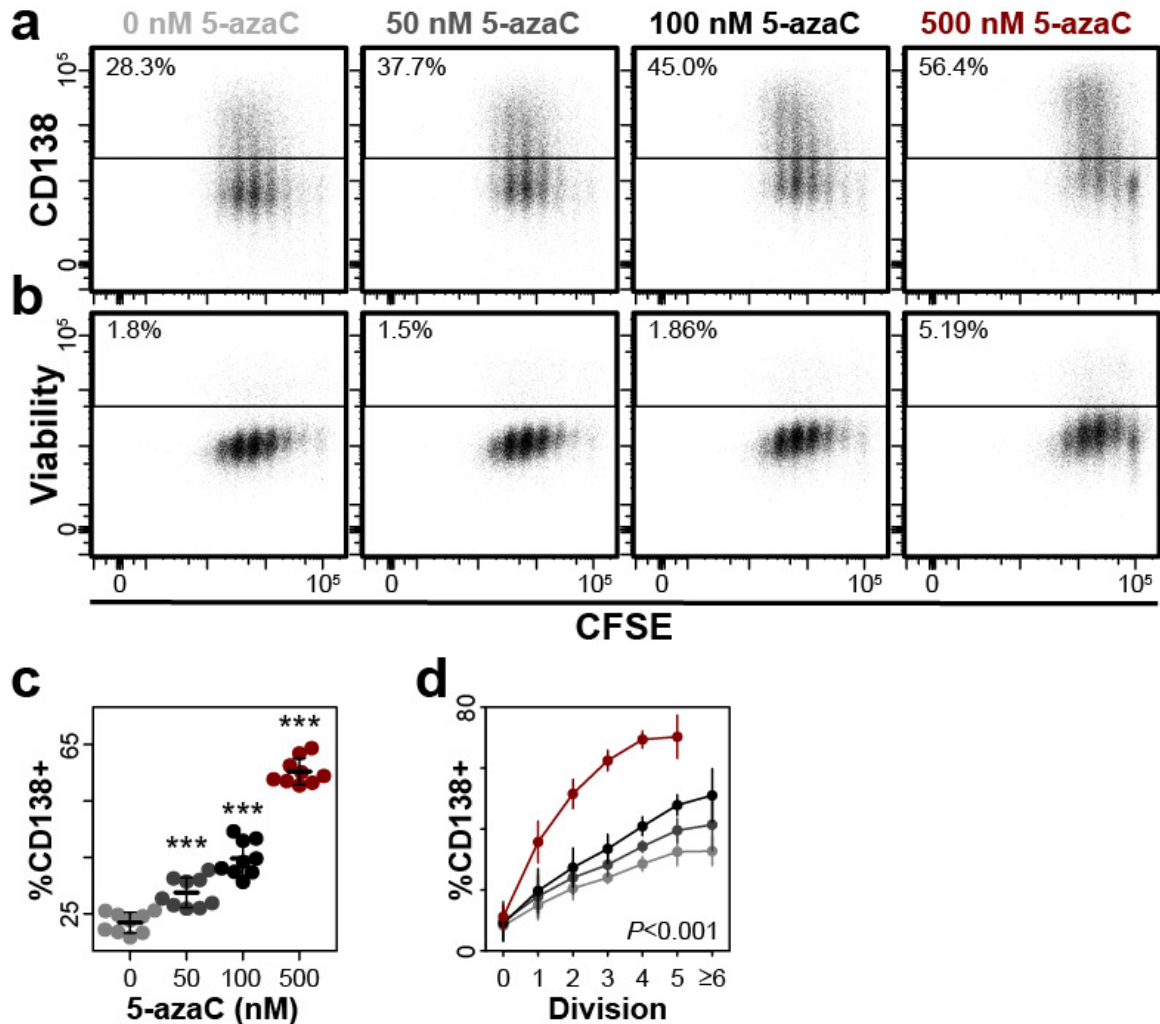 a
0 nM 5-azaC 50 nM 5-azaC 100 nM 5-azaC 500 nM 5-azaC
10⁵ 28.3% 37.7% 45.0% 56.4%
CD138
0
b
10⁵ 1.8% 1.5% 1.86% 5.19%
Viability
0
0 10⁵ 0 10⁵ 0 10⁵ 0 10⁵
CFSE
c
%CD138+
65
25
*** *** ***
0 50 100 500
5-azaC (nM)
d
%CD138+
80
0
P<0.001
0 1 2 3 4 5 ≥6
Division